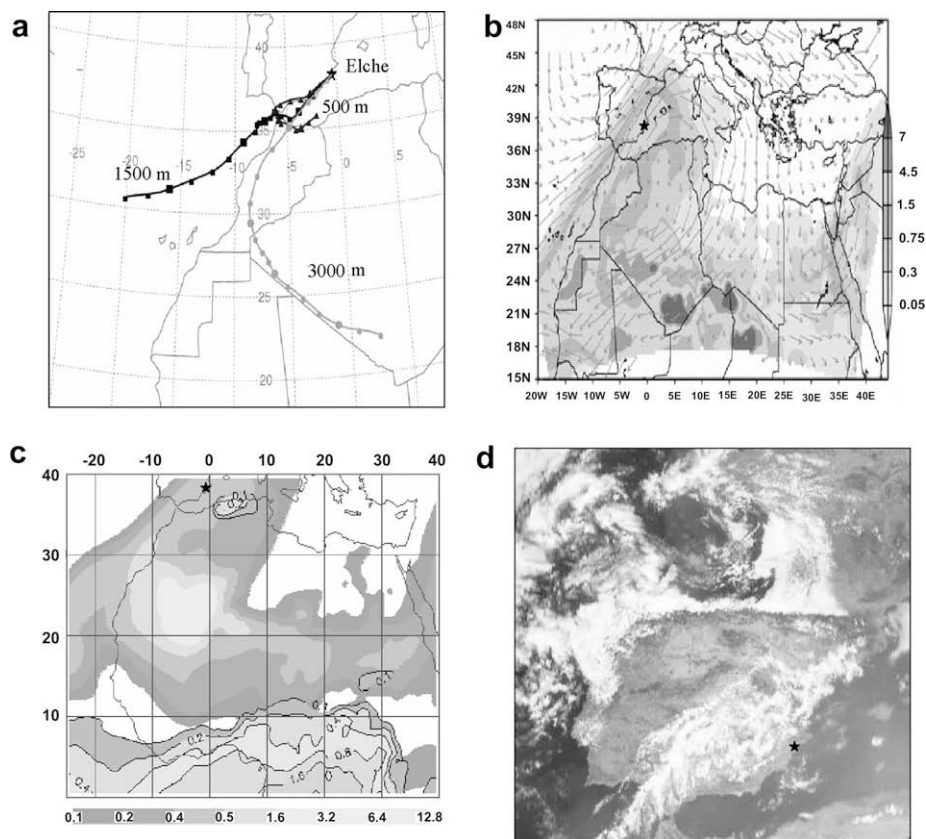 a
40
Elche
500 m
35
-25
-20
-15
-10
-5
0
5
1500 m
30
3000 m
25
20
b
48N
45N
42N
39N
36N
33N
30N
27N
24N
21N
18N
15N
20W 15W 10W 5W 0 5E 10E 15E 20E 25E 30E 35E 40E
7
4.5
1.5
0.75
0.3
0.05
c
-20 -10 0 10 20 30 40
40
30
20
10
0.1
0.2
0.4
0.8
1.6
0.1 0.2 0.4 0.5 1.6 3.2 6.4 12.8
d